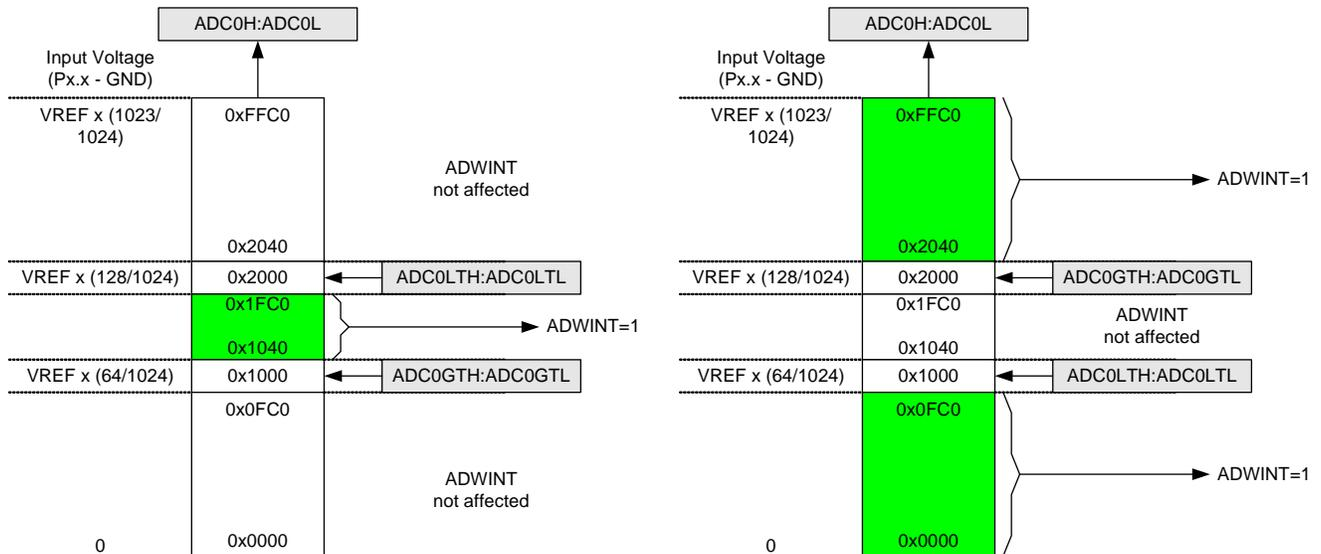 ADC0H:ADC0L
Input Voltage
(Px.x - GND)
VREF x (1023/
1024)
0xFFC0
ADWINT
not affected
0x2040
VREF x (128/1024)
0x2000
ADC0LTH:ADC0LTL
0x1FC0
ADWINT=1
0x1040
VREF x (64/1024)
0x1000
ADC0GTH:ADC0GTL
0x0FC0
ADWINT
not affected
0
0x0000
ADC0H:ADC0L
Input Voltage
(Px.x - GND)
VREF x (1023/
1024)
0xFFC0
ADWINT=1
0x2040
VREF x (128/1024)
0x2000
ADC0GTH:ADC0GTL
0x1FC0
ADWINT
not affected
0x1040
VREF x (64/1024)
0x1000
ADC0LTH:ADC0LTL
0x0FC0
ADWINT=1
0
0x0000